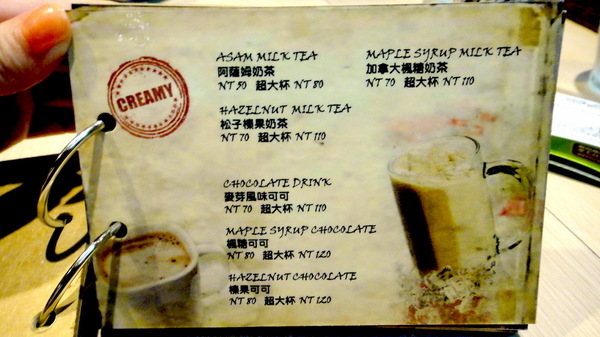 CREAMY
ASAM MILK TEA
阿薩姆奶茶
NT 50 超大杯 NT 80
HAZELNUT MILK TEA
松子榛果奶茶
NT 70 超大杯 NT 110
MAPLE SYRUP MILK TEA
加拿大楓糖奶茶
NT 70 超大杯 NT 110
CHOCOLATE DRINK
麥芽風味可可
NT 70 超大杯 NT 110
MAPLE SYRUP CHOCOLATE
楓糖可可
NT 80 超大杯 NT 120
HAZELNUT CHOCOLATE
榛果可可
NT 80 超大杯 NT 120